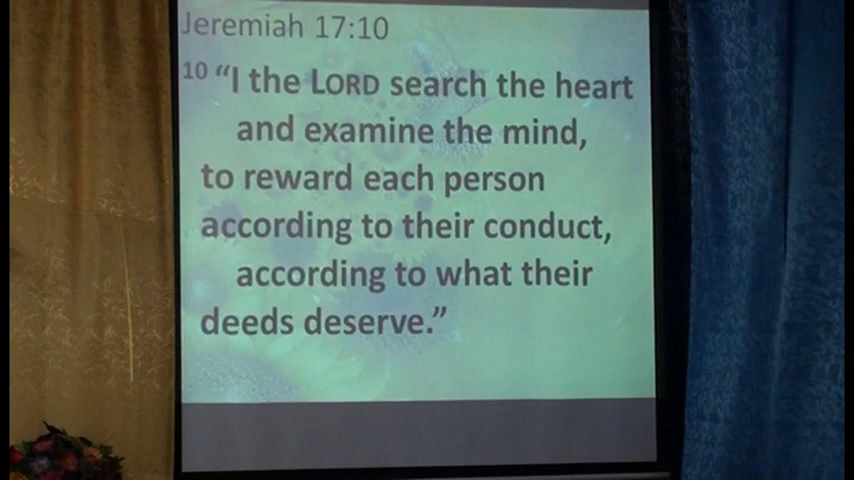 Jeremiah 17:10
10 “I the LORD search the heart
and examine the mind,
to reward each person
according to their conduct,
according to what their
deeds deserve.”